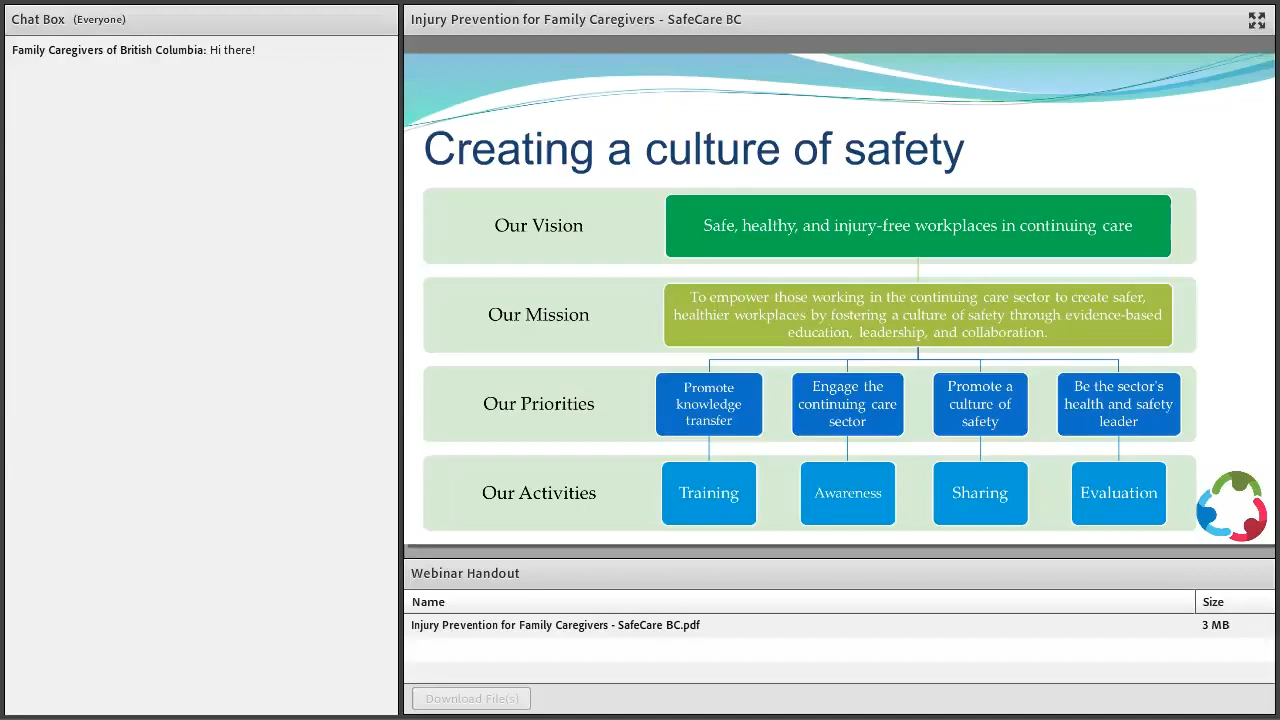 Chat Box (Everyone)
Family Caregivers of British Columbia: Hi there!
Injury Prevention for Family Caregivers - SafeCare BC
Creating a culture of safety
Our Vision
Safe, healthy, and injury-free workplaces in continuing care
Our Mission
To empower those working in the continuing care sector to create safer,
healthier workplaces by fostering a culture of safety through evidence-based
education, leadership, and collaboration.
Our Priorities
Promote
knowledge
transfer
Engage the
continuing care
sector
Promote a
culture of
safety
Be the sector's
health and safety
leader
Our Activities
Training
Awareness
Sharing
Evaluation
Webinar Handout
Name
Size
Injury Prevention for Family Caregivers - SafeCare BC.pdf
3 MB
Download File(s)